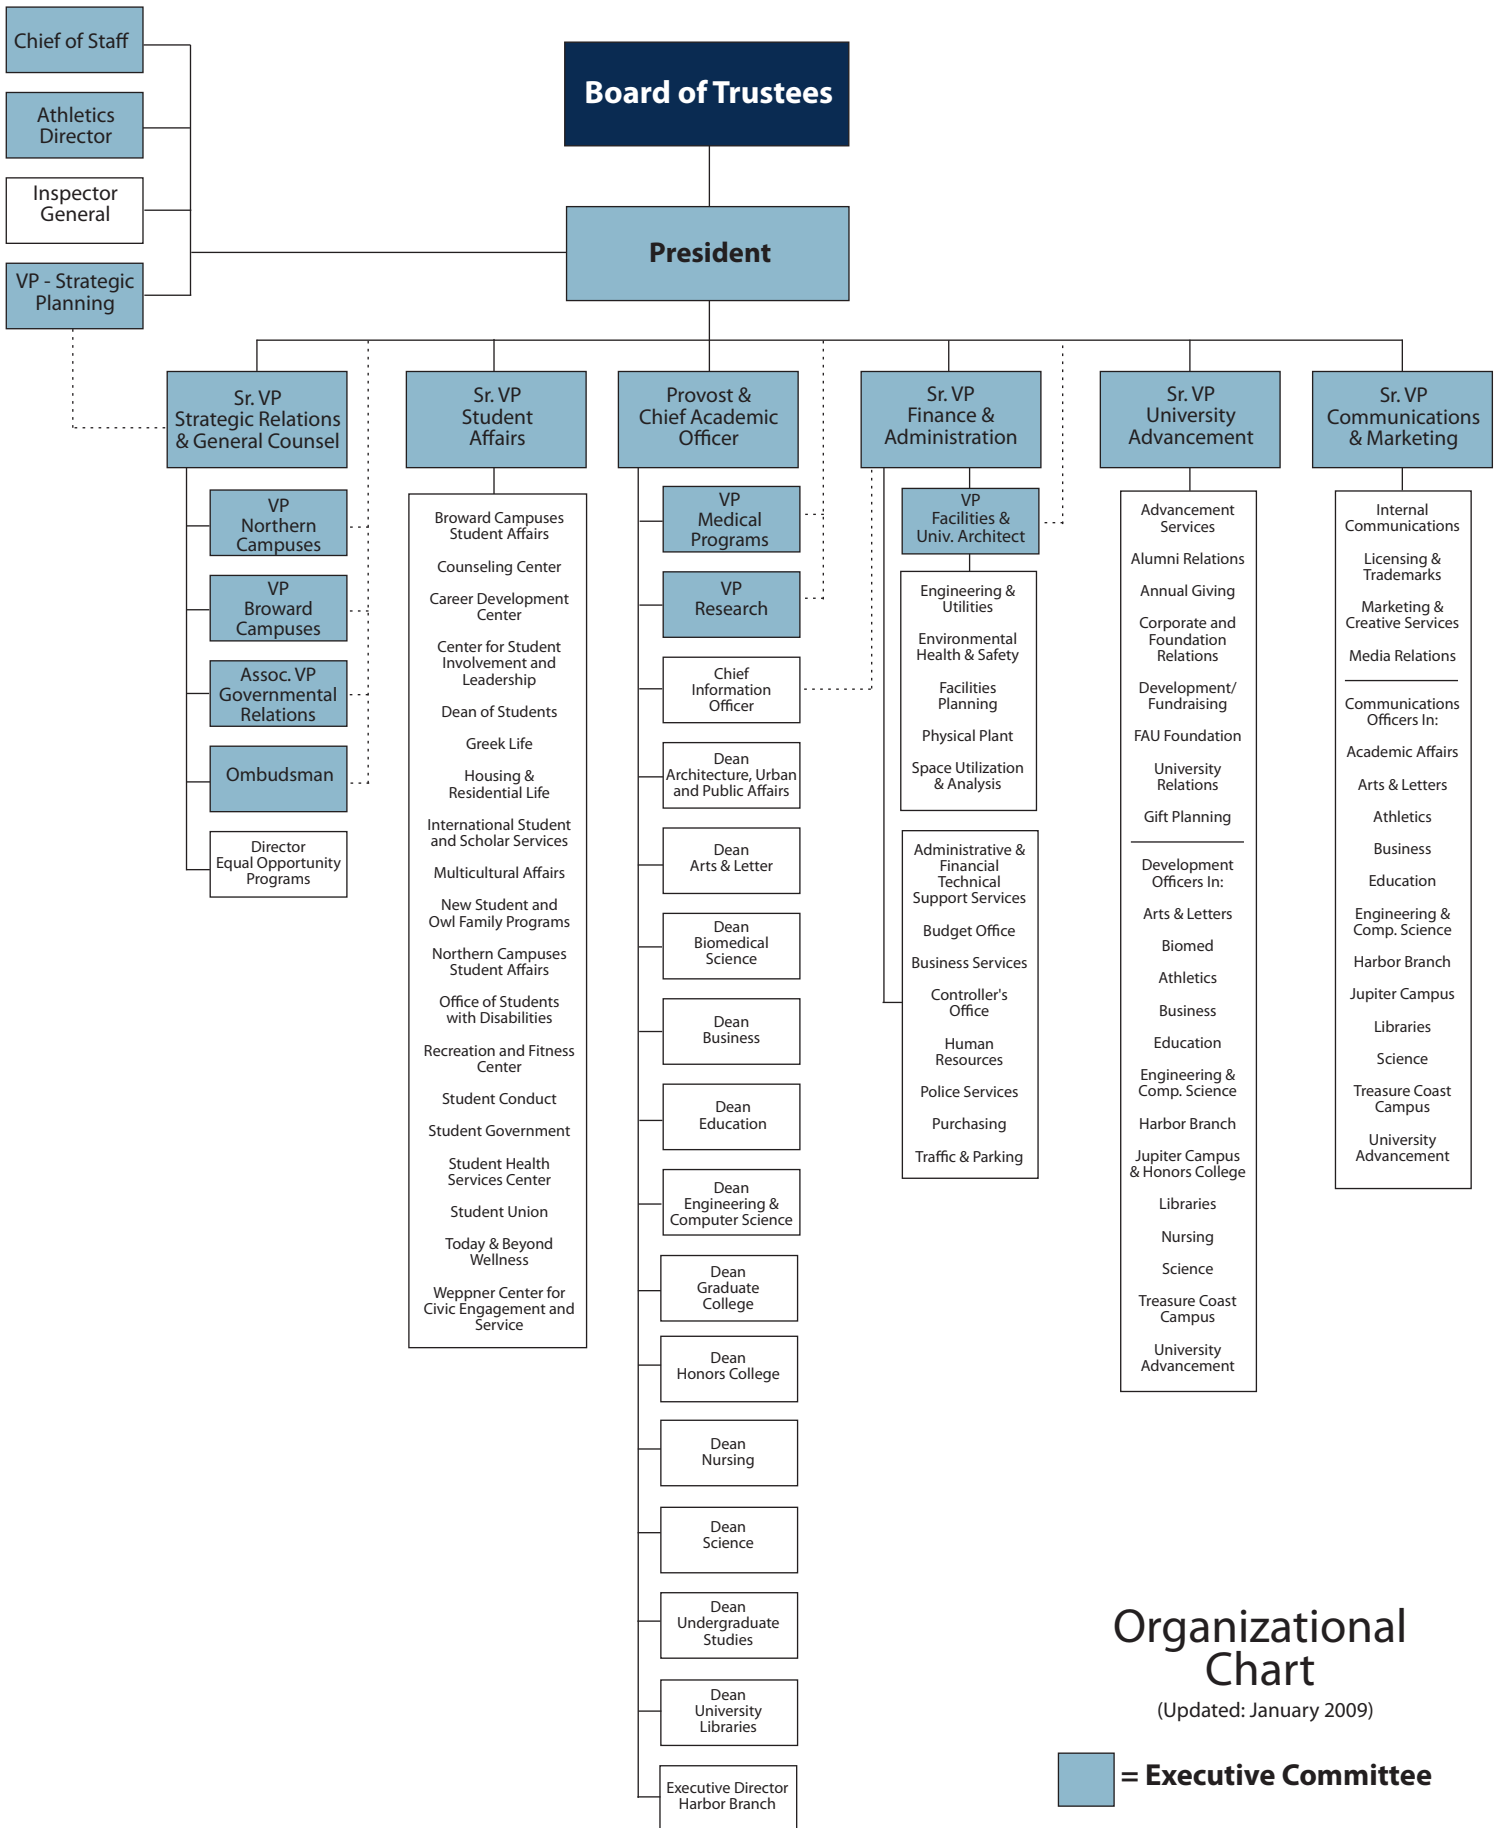 Chief of Staff
Athletics
Director
Inspector
General
VP - Strategic
Planning
Board of Trustees
President
Sr. VP
Strategic Relations
& General Counsel
VP
Northern
Campuses
VP
Broward
Campuses
Assoc. VP
Governmental
Relations
Ombudsman
Director
Equal Opportunity
Programs
Sr. VP
Student
Affairs
Broward Campuses
Student Affairs
Counseling Center
Career Development
Center
Center for Student
Involvement and
Leadership
Dean of Students
Greek Life
Housing &
Residential Life
International Student
and Scholar Services
Multicultural Affairs
New Student and
Owl Family Programs
Northern Campuses
Student Affairs
Office of Students
with Disabilities
Recreation and Fitness
Center
Student Conduct
Student Government
Student Health
Services Center
Student Union
Today & Beyond
Wellness
Weppner Center for
Civic Engagement and
Service
Provost &
Chief Academic
Officer
VP
Medical
Programs
VP
Research
Chief
Information
Officer
Dean
Architecture, Urban
and Public Affairs
Dean
Arts & Letter
Dean
Biomedical
Science
Dean
Business
Dean
Education
Dean
Engineering &
Computer Science
Dean
Graduate
College
Dean
Honors College
Dean
Nursing
Dean
Science
Dean
Undergraduate
Studies
Dean
University
Libraries
Executive Director
Harbor Branch
Sr. VP
Finance &
Administration
VP
Facilities &
Univ. Architect
Engineering &
Utilities
Environmental
Health & Safety
Facilities
Planning
Physical Plant
Space Utilization
& Analysis
Administrative &
Financial
Technical
Support Services
Budget Office
Business Services
Controller's
Office
Human
Resources
Police Services
Purchasing
Traffic & Parking
Sr. VP
University
Advancement
Advancement
Services
Alumni Relations
Annual Giving
Corporate and
Foundation
Relations
Development/
Fundraising
FAU Foundation
University
Relations
Gift Planning
Development
Officers In:
Arts & Letters
Biomed
Athletics
Business
Education
Engineering &
Comp. Science
Harbor Branch
Jupiter Campus
& Honors College
Libraries
Nursing
Science
Treasure Coast
Campus
University
Advancement
Sr. VP
Communications
& Marketing
Internal
Communications
Licensing &
Trademarks
Marketing &
Creative Services
Media Relations
Communications
Officers In:
Academic Affairs
Arts & Letters
Athletics
Business
Education
Engineering &
Comp. Science
Harbor Branch
Jupiter Campus
Libraries
Science
Treasure Coast
Campus
University
Advancement
Organizational
Chart
(Updated: January 2009)
= Executive Committee